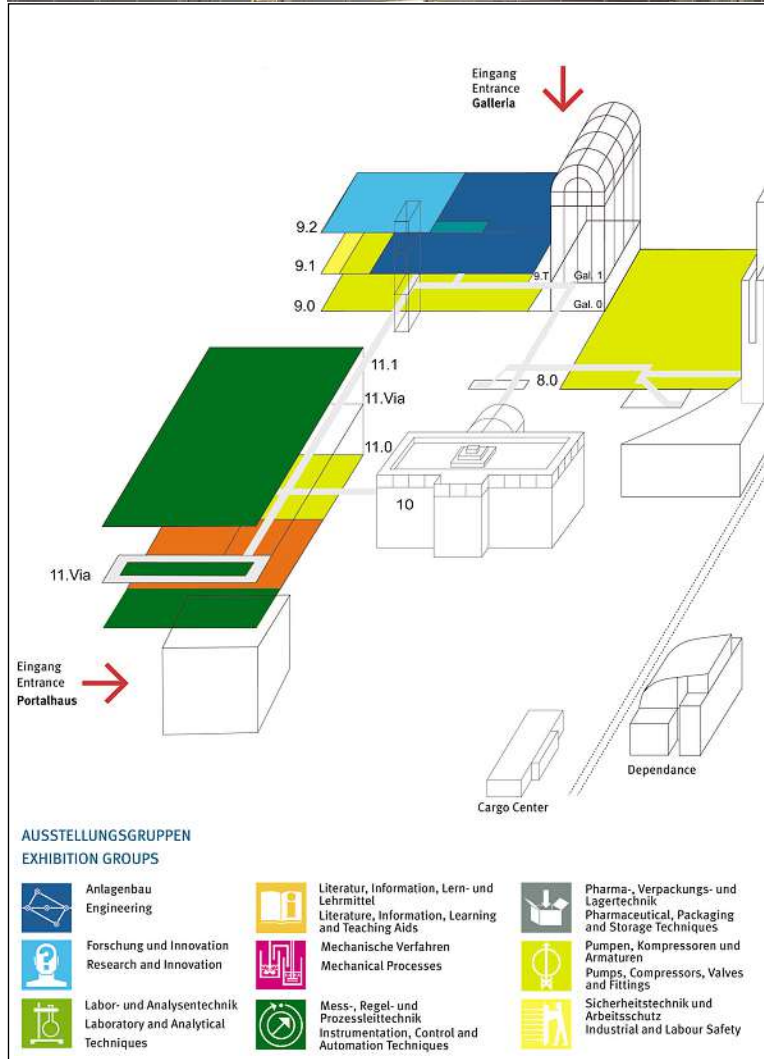 Eingang
Entrance
Galleria
9.2
9.1
9.T
Gal. 1
9.0
Gal. 0
11.1
8.0
11.Via
11.0
10
11.Via
Eingang
Entrance
Portalhaus
Dependance
Cargo Center
AUSSTELLUNGSGRUPPEN
EXHIBITION GROUPS
Anlagenbau
Engineering
Literatur, Information, Lern- und
Lehrmittel
Literature, Information, Learning
and Teaching Aids
Pharma-, Verpackungs- und
Lagertechnik
Pharmaceutical, Packaging
and Storage Techniques
Forschung und Innovation
Research and Innovation
Mechanische Verfahren
Mechanical Processes
Pumpen, Kompressoren und
Armaturen
Pumps, Compressors, Valves
and Fittings
Labor- und Analysentechnik
Laboratory and Analytical
Techniques
Mess-, Regel- und
Prozessleittechnik
Instrumentation, Control and
Automation Techniques
Sicherheitstechnik und
Arbeitsschutz
Industrial and Labour Safety